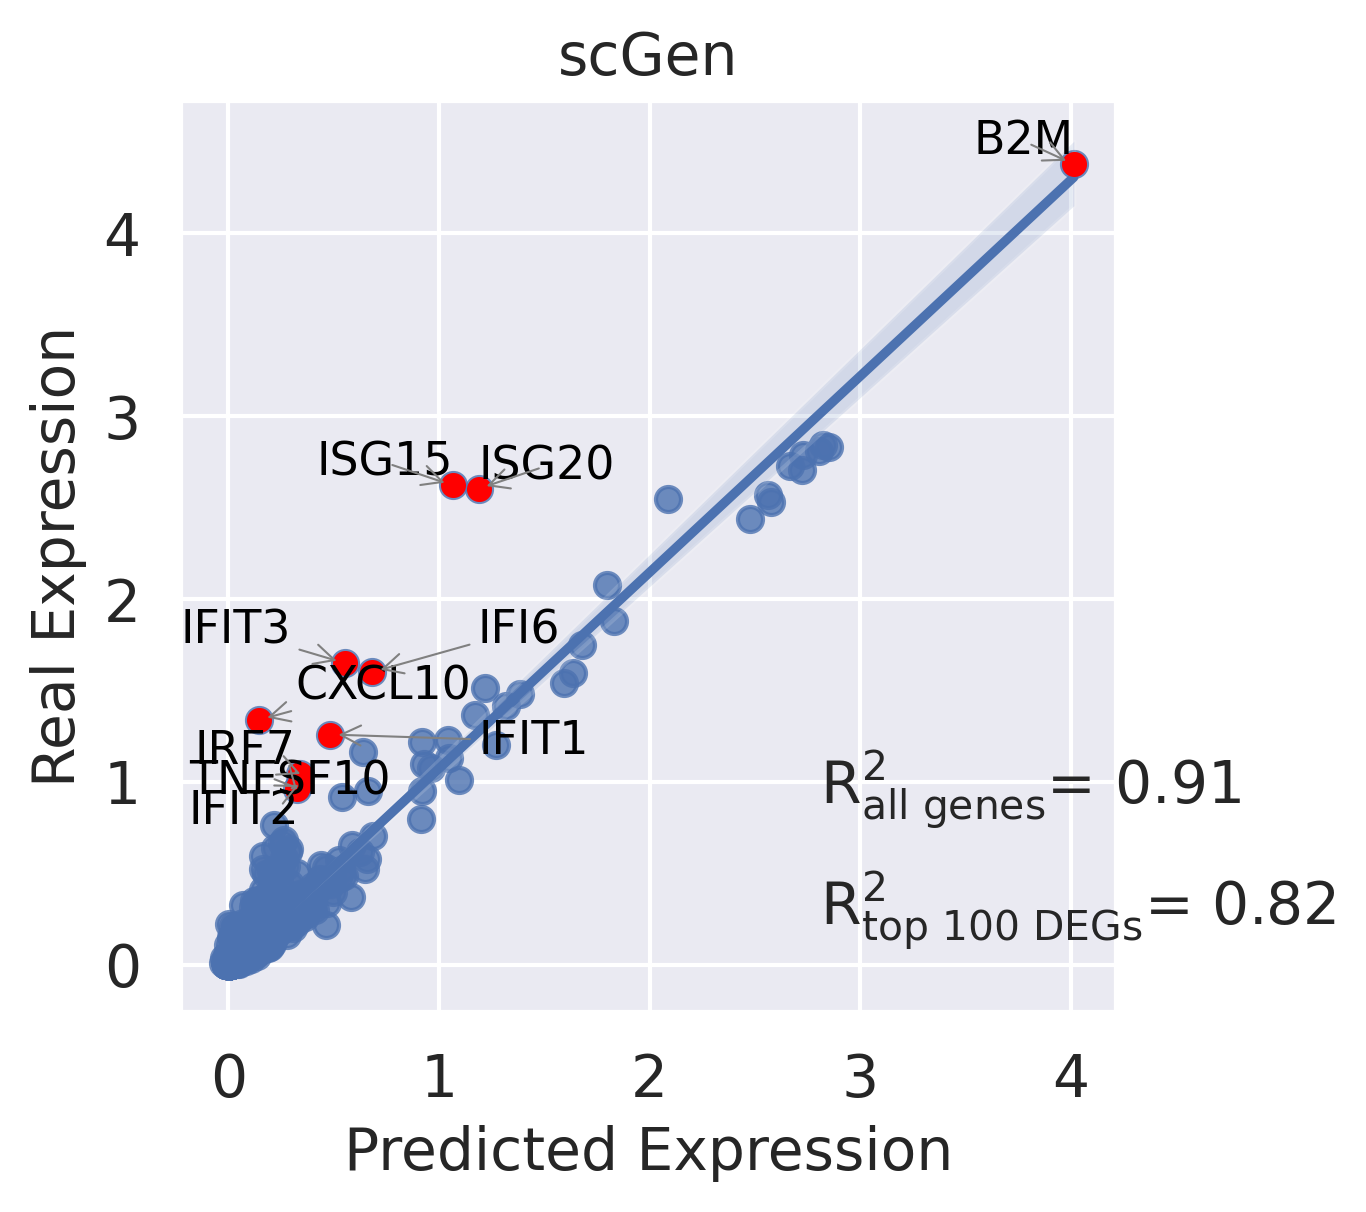 scGen
B2M
4
3
ISG15
ISG20
2
IFIT3
IFI6
CXCL10
IFIT1
IRF7
TNFSF10
IFIT2
1
R²all genes = 0.91
R²top 100 DEGs = 0.82
0
Real Expression
0 1 2 3 4
Predicted Expression